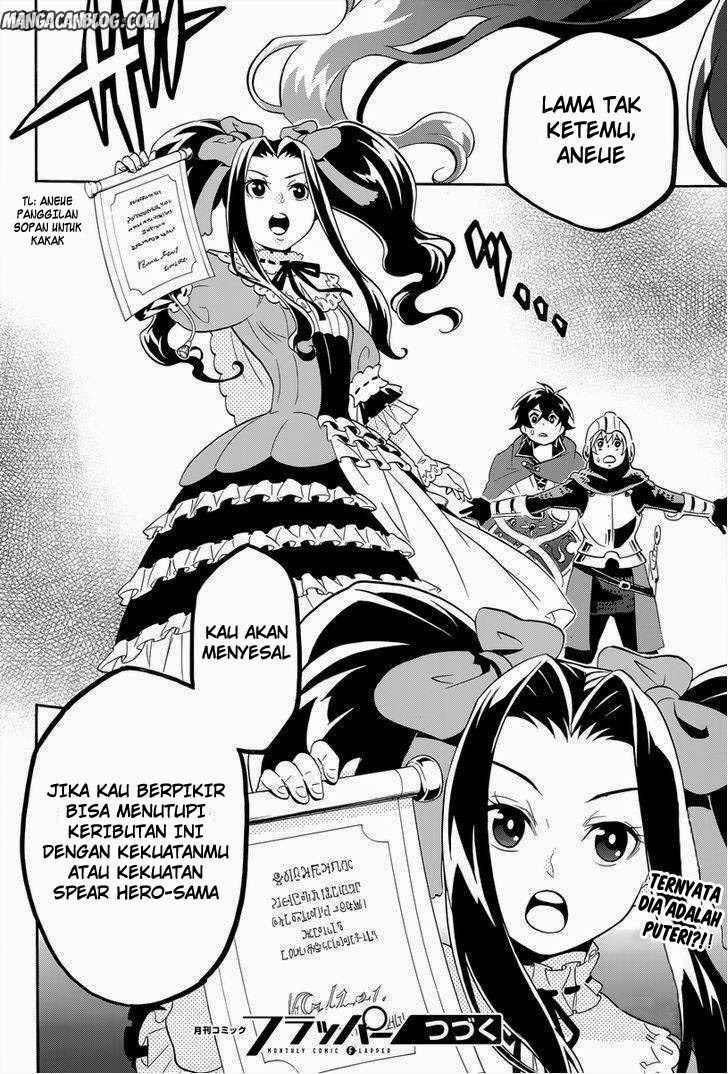 MANGACANBLOG.COM
LAMA TAK
KETEMU,
ANEUE
TL: ANEUE
PANGGILAN
SOPAN UNTUK
KAKAK
KAU AKAN
MENYESAL
JIKA KAU BERPIKIR
BISA MENUTUPI
KERIBUTAN INI
DENGAN KEKUATANMU
ATAU KEKUATAN
SPEAR HERO-SAMA
TERNYATA
DIA ADALAH
PUTERI?!!
月刊コミック
フラッパー
つづく
MONTHLY COMIC FLAPPER